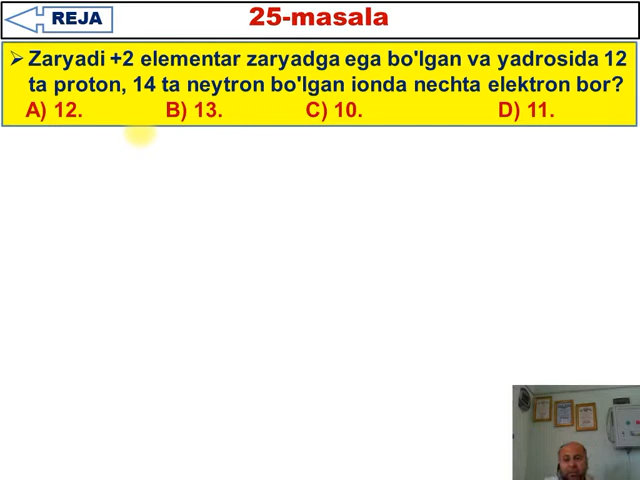 REJA
25-masala
Zaryadi +2 elementar zaryadga ega bo'lgan va yadrosida 12
ta proton, 14 ta neytron bo'lgan ionda nechta elektron bor?
A) 12. B) 13. C) 10. D) 11.